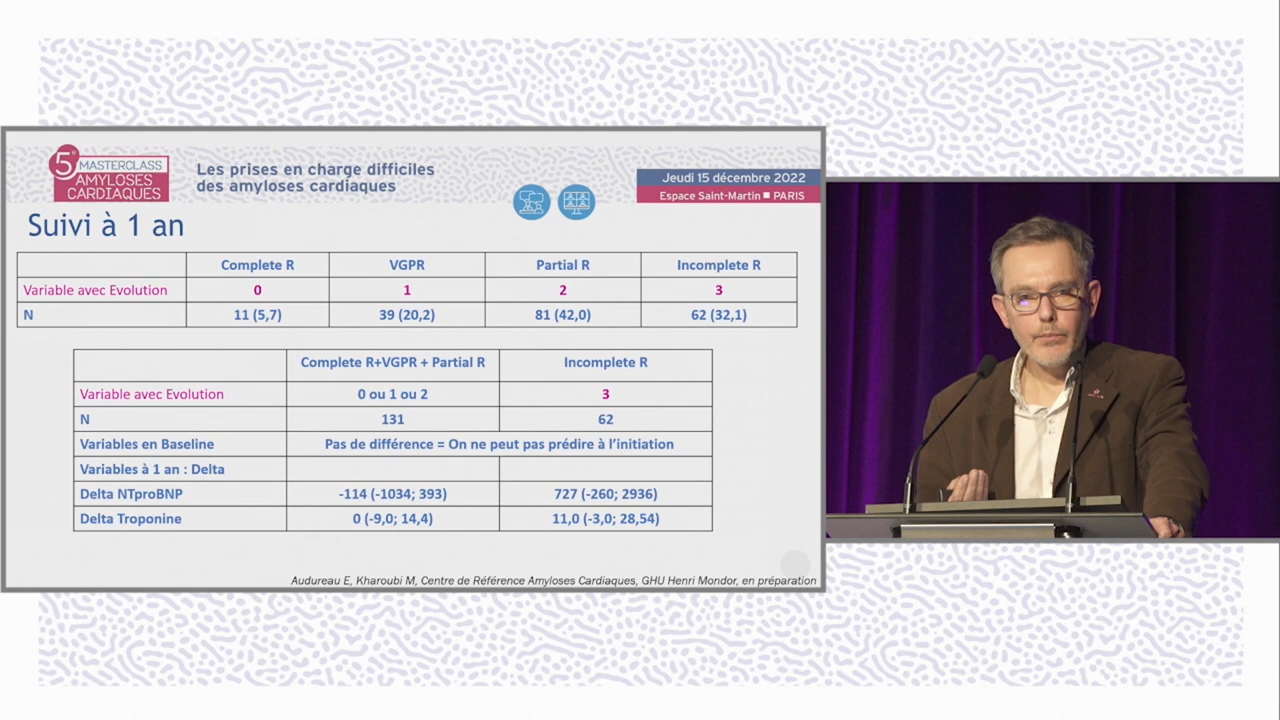 5e MASTERCLASS
AMYLOSES
CARDIAQUES
Les prises en charge difficiles
des amyloses cardiaques
Jeudi 15 décembre 2022
Espace Saint-Martin ■ PARIS
Suivi à 1 an
Complete R VGPR Partial R Incomplete R
Variable avec Evolution 0 1 2 3
N 11 (5,7) 39 (20,2) 81 (42,0) 62 (32,1)
Complete R+VGPR + Partial R Incomplete R
Variable avec Evolution 0 ou 1 ou 2 3
N 131 62
Variables en Baseline Pas de différence = On ne peut pas prédire à l'initiation
Variables à 1 an : Delta
Delta NTproBNP -114 (-1034; 393) 727 (-260; 2936)
Delta Troponine 0 (-9,0; 14,4) 11,0 (-3,0; 28,54)
Audureau E, Kharoubi M, Centre de Référence Amyloses Cardiaques, GHU Henri Mondor, en préparation